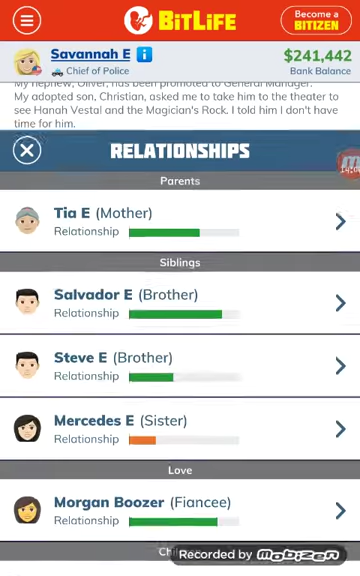 BitLife
Become a
BITIZEN
Savannah E i
$241,442
Chief of Police
Bank Balance
My nephew, Oliver, has been promoted to General Manager.
My adopted son, Christian, asked me to take him to the theater to
see Hanah Vestal and the Magician's Rock. I told him I don't have
time for him.
RELATIONSHIPS
Parents
Tia E (Mother)
Relationship
Siblings
Salvador E (Brother)
Relationship
Steve E (Brother)
Relationship
Mercedes E (Sister)
Relationship
Love
Morgan Boozer (Fiancee)
Relationship
Recorded by mobizen